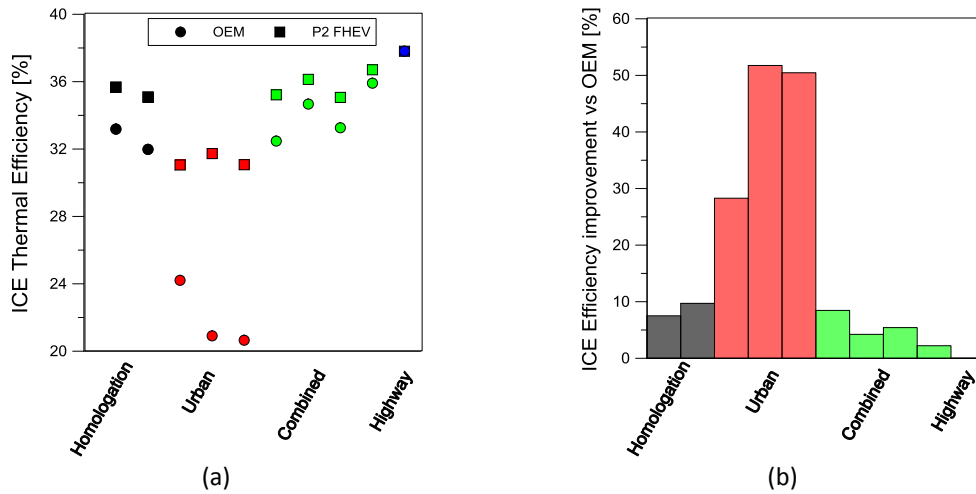 ICE Thermal Efficiency [%]
40
36
32
28
24
20
OEM P2 FHEV
Homologation
Urban
Combined
Highway
(a)
ICE Efficiency improvement vs OEM [%]
60
50
40
30
20
10
0
Homologation
Urban
Combined
Highway
(b)